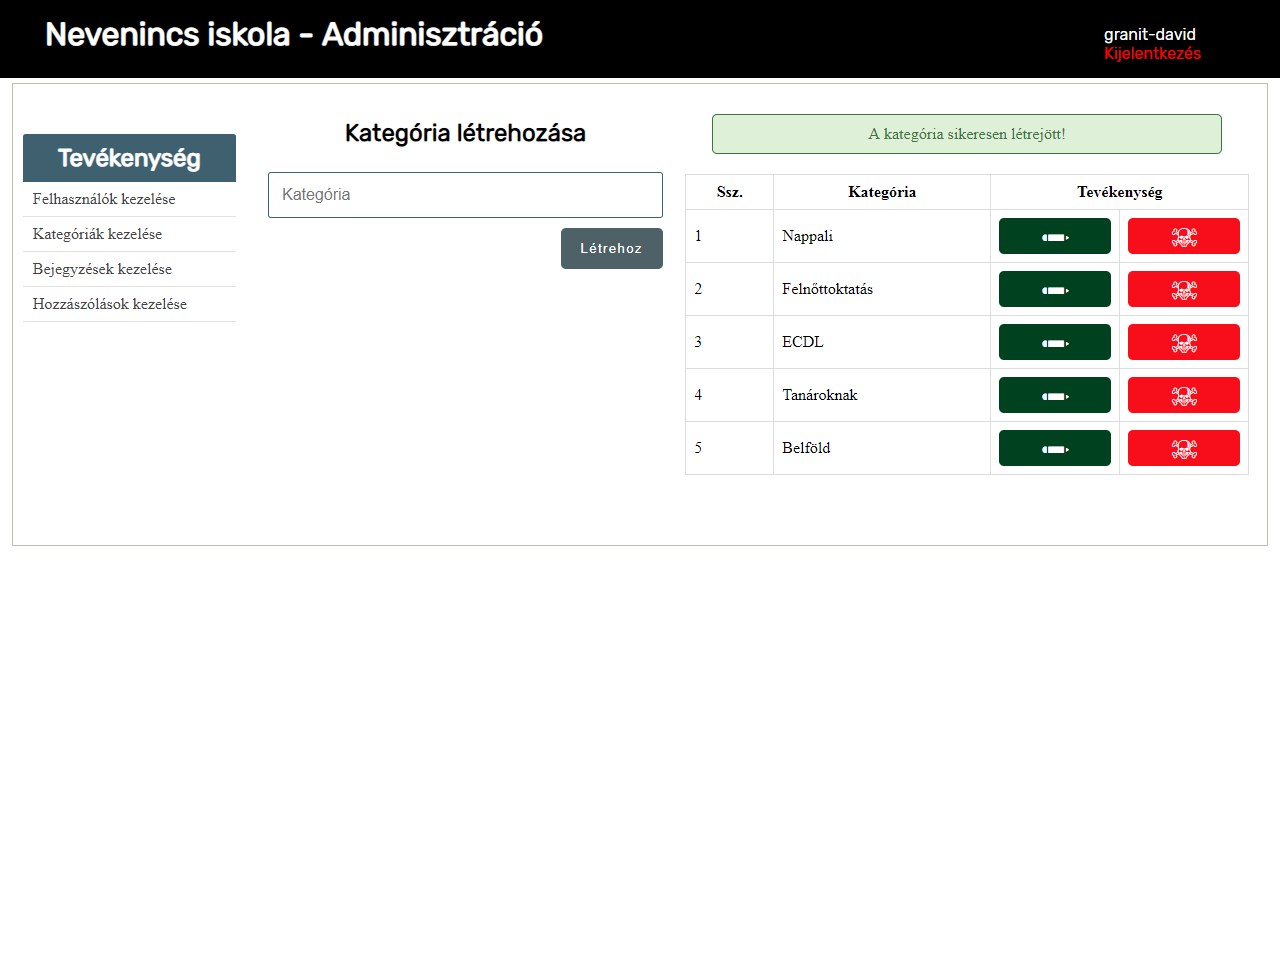 Nevenincs iskola - Adminisztráció
granit-david
Kijelentkezés
Tevékenység
Felhasználók kezelése
Kategóriák kezelése
Bejegyzések kezelése
Hozzászólások kezelése
Kategória létrehozása
Kategória
Létrehoz
A kategória sikeresen létrejött!
Ssz. Kategória Tevékenység
1 Nappali
2 Felnőttoktatás
3 ECDL
4 Tanároknak
5 Belföld